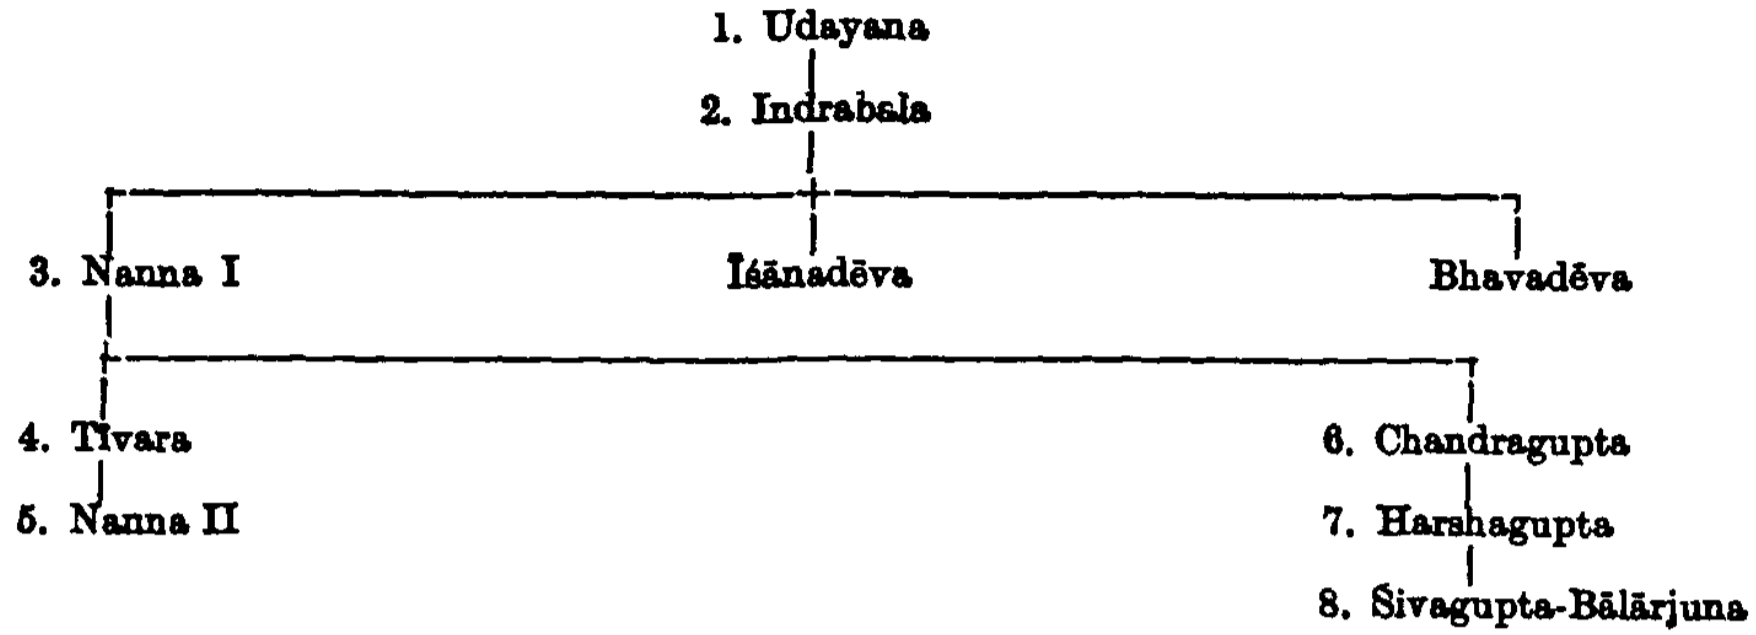 1. Udayana
2. Indrabala
3. Nanna I Īśānadēva Bhavadēva
4. Tīvara 6. Chandragupta
5. Nanna II 7. Harshagupta
8. Śivagupta-Bālārjuna